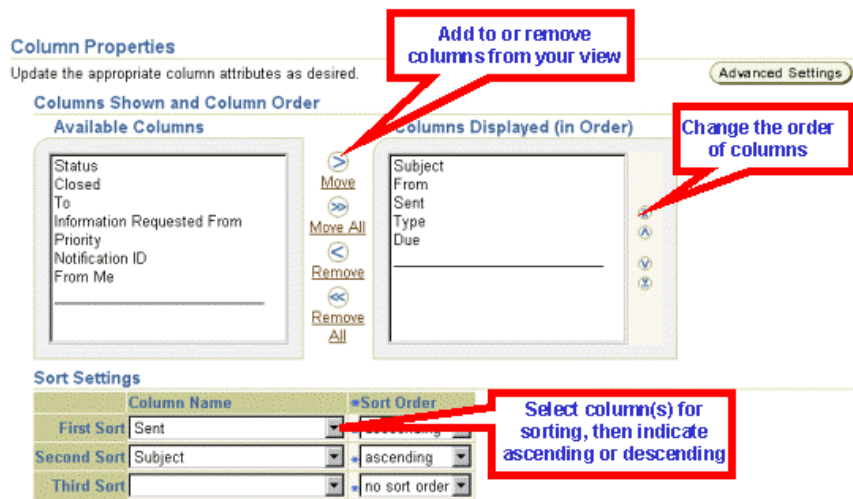 Add to or remove
columns from your view
Column Properties
Update the appropriate column attributes as desired.
Advanced Settings
Columns Shown and Column Order
Available Columns
Columns Displayed (in Order)
Change the order
of columns
Status
Closed
To
Information Requested From
Priority
Notification ID
From Me
Move
Move All
Remove
Remove
All
Subject
From
Sent
Type
Due
Sort Settings
Column Name
*Sort Order
Select column(s) for
sorting, then indicate
ascending or descending
First Sort Sent
Second Sort Subject * ascending
Third Sort * no sort order